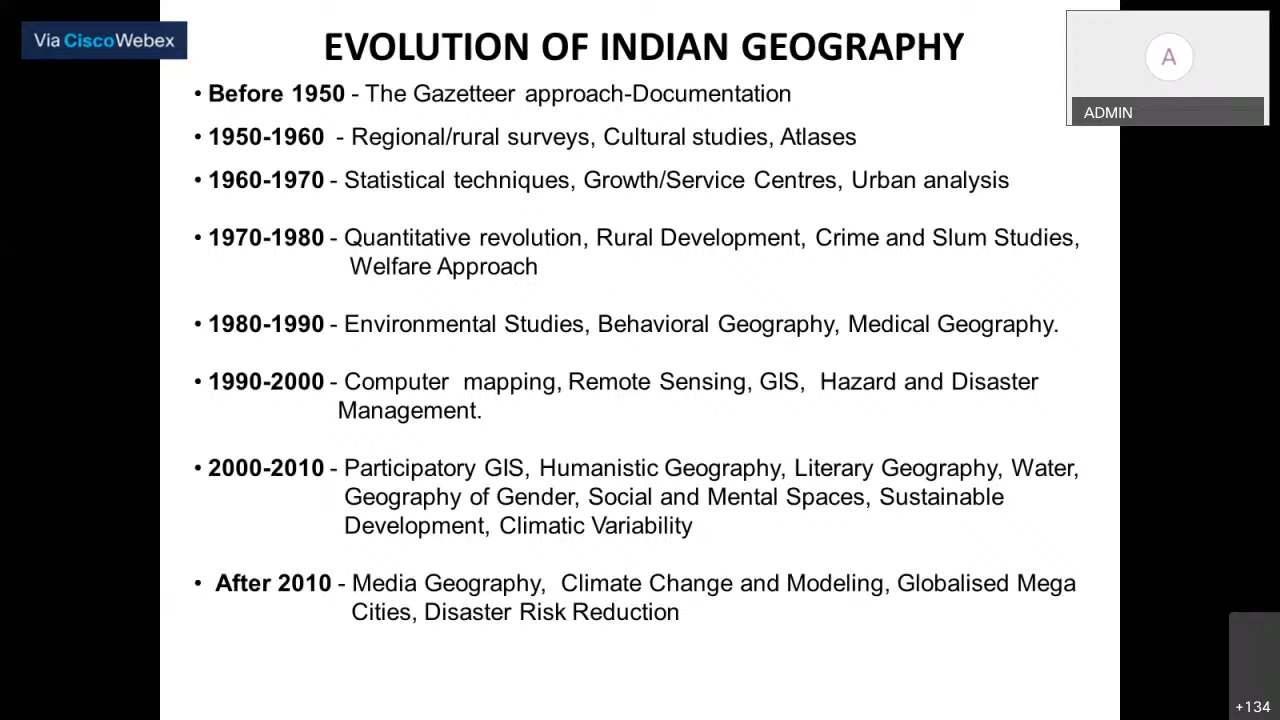 Via CiscoWebex
EVOLUTION OF INDIAN GEOGRAPHY
A
ADMIN
• Before 1950 - The Gazetteer approach-Documentation
• 1950-1960 - Regional/rural surveys, Cultural studies, Atlases
• 1960-1970 - Statistical techniques, Growth/Service Centres, Urban analysis
• 1970-1980 - Quantitative revolution, Rural Development, Crime and Slum Studies,
Welfare Approach
• 1980-1990 - Environmental Studies, Behavioral Geography, Medical Geography.
• 1990-2000 - Computer mapping, Remote Sensing, GIS, Hazard and Disaster
Management.
• 2000-2010 - Participatory GIS, Humanistic Geography, Literary Geography, Water,
Geography of Gender, Social and Mental Spaces, Sustainable
Development, Climatic Variability
• After 2010 - Media Geography, Climate Change and Modeling, Globalised Mega
Cities, Disaster Risk Reduction
+134